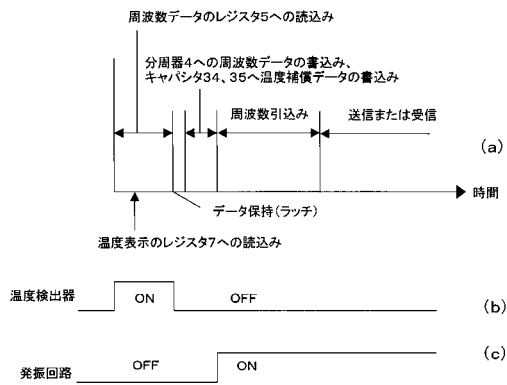 周波数データのレジスタ5への読込み
分周器4への周波数データの書込み、
キャパシタ34、35へ温度補償データの書込み
周波数引込み
送信または受信
(a)
時間
データ保持(ラッチ)
温度表示のレジスタ7への読込み
温度検出器
ON
OFF
(b)
(c)
発振回路
OFF
ON